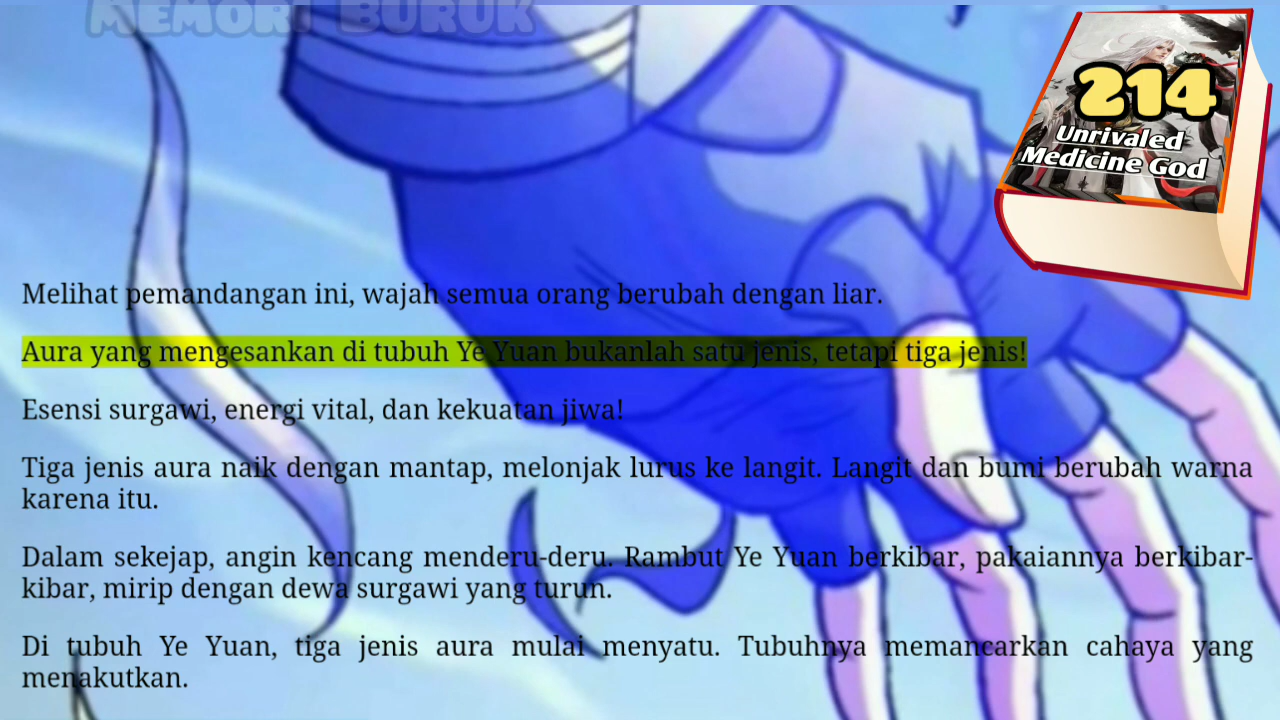 MEMORI BURUK
214
Unrivaled
Medicine God
Melihat pemandangan ini, wajah semua orang berubah dengan liar.
Aura yang mengesankan di tubuh Ye Yuan bukanlah satu jenis, tetapi tiga jenis!
Esensi surgawi, energi vital, dan kekuatan jiwa!
Tiga jenis aura naik dengan mantap, melonjak lurus ke langit. Langit dan bumi berubah warna
karena itu.
Dalam sekejap, angin kencang menderu-deru. Rambut Ye Yuan berkibar, pakaiannya berkibar-
kibar, mirip dengan dewa surgawi yang turun.
Di tubuh Ye Yuan, tiga jenis aura mulai menyatu. Tubuhnya memancarkan cahaya yang
menakutkan.